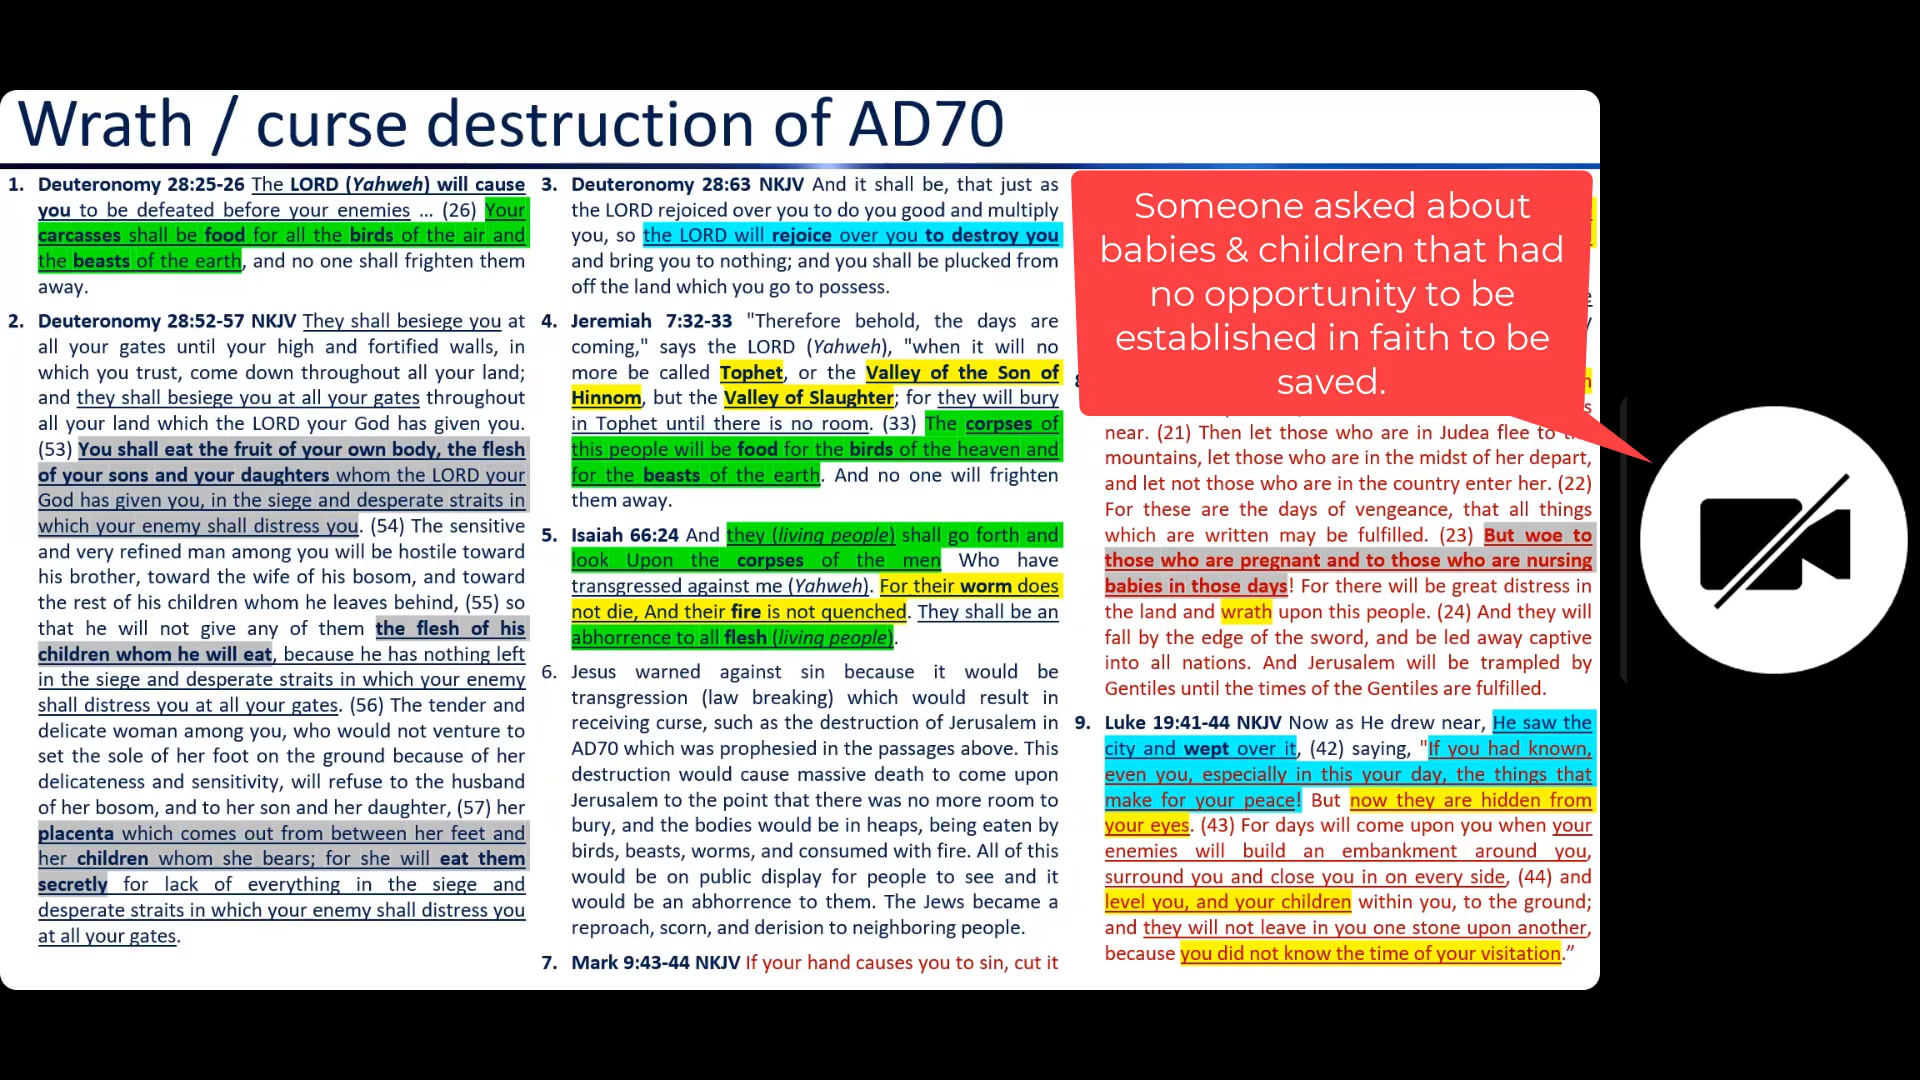 Wrath / curse destruction of AD70
1. Deuteronomy 28:25-26 The LORD (Yahweh) will cause
you to be defeated before your enemies ... (26) Your
carcasses shall be food for all the birds of the air and
the beasts of the earth, and no one shall frighten them
away.
2. Deuteronomy 28:52-57 NKJV They shall besiege you at
all your gates until your high and fortified walls, in
which you trust, come down throughout all your land;
and they shall besiege you at all your gates throughout
all your land which the LORD your God has given you.
(53) You shall eat the fruit of your own body, the flesh
of your sons and your daughters whom the LORD your
God has given you, in the siege and desperate straits in
which your enemy shall distress you. (54) The sensitive
and very refined man among you will be hostile toward
his brother, toward the wife of his bosom, and toward
the rest of his children whom he leaves behind, (55) so
that he will not give any of them the flesh of his
children whom he will eat, because he has nothing left
in the siege and desperate straits in which your enemy
shall distress you at all your gates. (56) The tender and
delicate woman among you, who would not venture to
set the sole of her foot on the ground because of her
delicateness and sensitivity, will refuse to the husband
of her bosom, and to her son and her daughter, (57) her
placenta which comes out from between her feet and
her children whom she bears; for she will eat them
secretly for lack of everything in the siege and
desperate straits in which your enemy shall distress you
at all your gates.
3. Deuteronomy 28:63 NKJV And it shall be, that just as
the LORD rejoiced over you to do you good and multiply
you, so the LORD will rejoice over you to destroy you
and bring you to nothing; and you shall be plucked from
off the land which you go to possess.
4. Jeremiah 7:32-33 "Therefore behold, the days are
coming," says the LORD (Yahweh), "when it will no
more be called Tophet, or the Valley of the Son of
Hinnom, but the Valley of Slaughter; for they will bury
in Tophet until there is no room. (33) The corpses of
this people will be food for the birds of the heaven and
for the beasts of the earth. And no one will frighten
them away.
5. Isaiah 66:24 And they (living people) shall go forth and
look Upon the corpses of the men Who have
transgressed against me (Yahweh). For their worm does
not die, And their fire is not quenched. They shall be an
abhorrence to all flesh (living people).
6. Jesus warned against sin because it would be
transgression (law breaking) which would result in
receiving curse, such as the destruction of Jerusalem in
AD70 which was prophesied in the passages above. This
destruction would cause massive death to come upon
Jerusalem to the point that there was no more room to
bury, and the bodies would be in heaps, being eaten by
birds, beasts, worms, and consumed with fire. All of this
would be on public display for people to see and it
would be an abhorrence to them. The Jews became a
reproach, scorn, and derision to neighboring people.
7. Mark 9:43-44 NKJV If your hand causes you to sin, cut it
Someone asked about
babies & children that had
no opportunity to be
established in faith to be
saved.
near. (21) Then let those who are in Judea flee to
mountains, let those who are in the midst of her depart,
and let not those who are in the country enter her. (22)
For these are the days of vengeance, that all things
which are written may be fulfilled. (23) But woe to
those who are pregnant and to those who are nursing
babies in those days! For there will be great distress in
the land and wrath upon this people. (24) And they will
fall by the edge of the sword, and be led away captive
into all nations. And Jerusalem will be trampled by
Gentiles until the times of the Gentiles are fulfilled.
9. Luke 19:41-44 NKJV Now as He drew near, He saw the
city and wept over it, (42) saying, "If you had known,
even you, especially in this your day, the things that
make for your peace! But now they are hidden from
your eyes. (43) For days will come upon you when your
enemies will build an embankment around you,
surround you and close you in on every side, (44) and
level you, and your children within you, to the ground;
and they will not leave in you one stone upon another,
because you did not know the time of your visitation.”